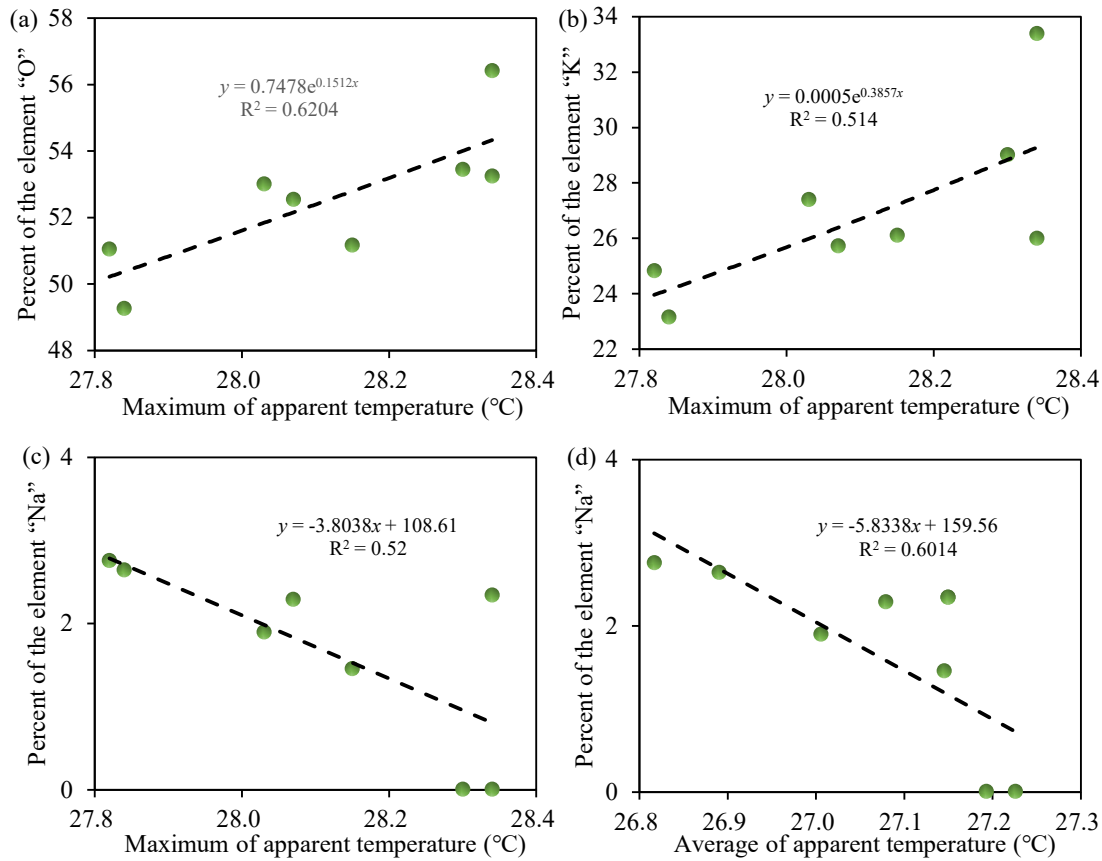 (a)
58
56
54
52
50
48
Percent of the element “O”
y = 0.7478e^0.1512x
R² = 0.6204
27.8 28.0 28.2 28.4
Maximum of apparent temperature (℃)
(b)
34
32
30
28
26
24
22
Percent of the element “K”
y = 0.0005e^0.3857x
R² = 0.514
27.8 28.0 28.2 28.4
Maximum of apparent temperature (℃)
(c)
4
2
0
Percent of the element “Na”
y = -3.8038x + 108.61
R² = 0.52
27.8 28.0 28.2 28.4
Maximum of apparent temperature (℃)
(d)
4
2
0
Percent of the element “Na”
y = -5.8338x + 159.56
R² = 0.6014
26.8 26.9 27.0 27.1 27.2 27.3
Average of apparent temperature (℃)